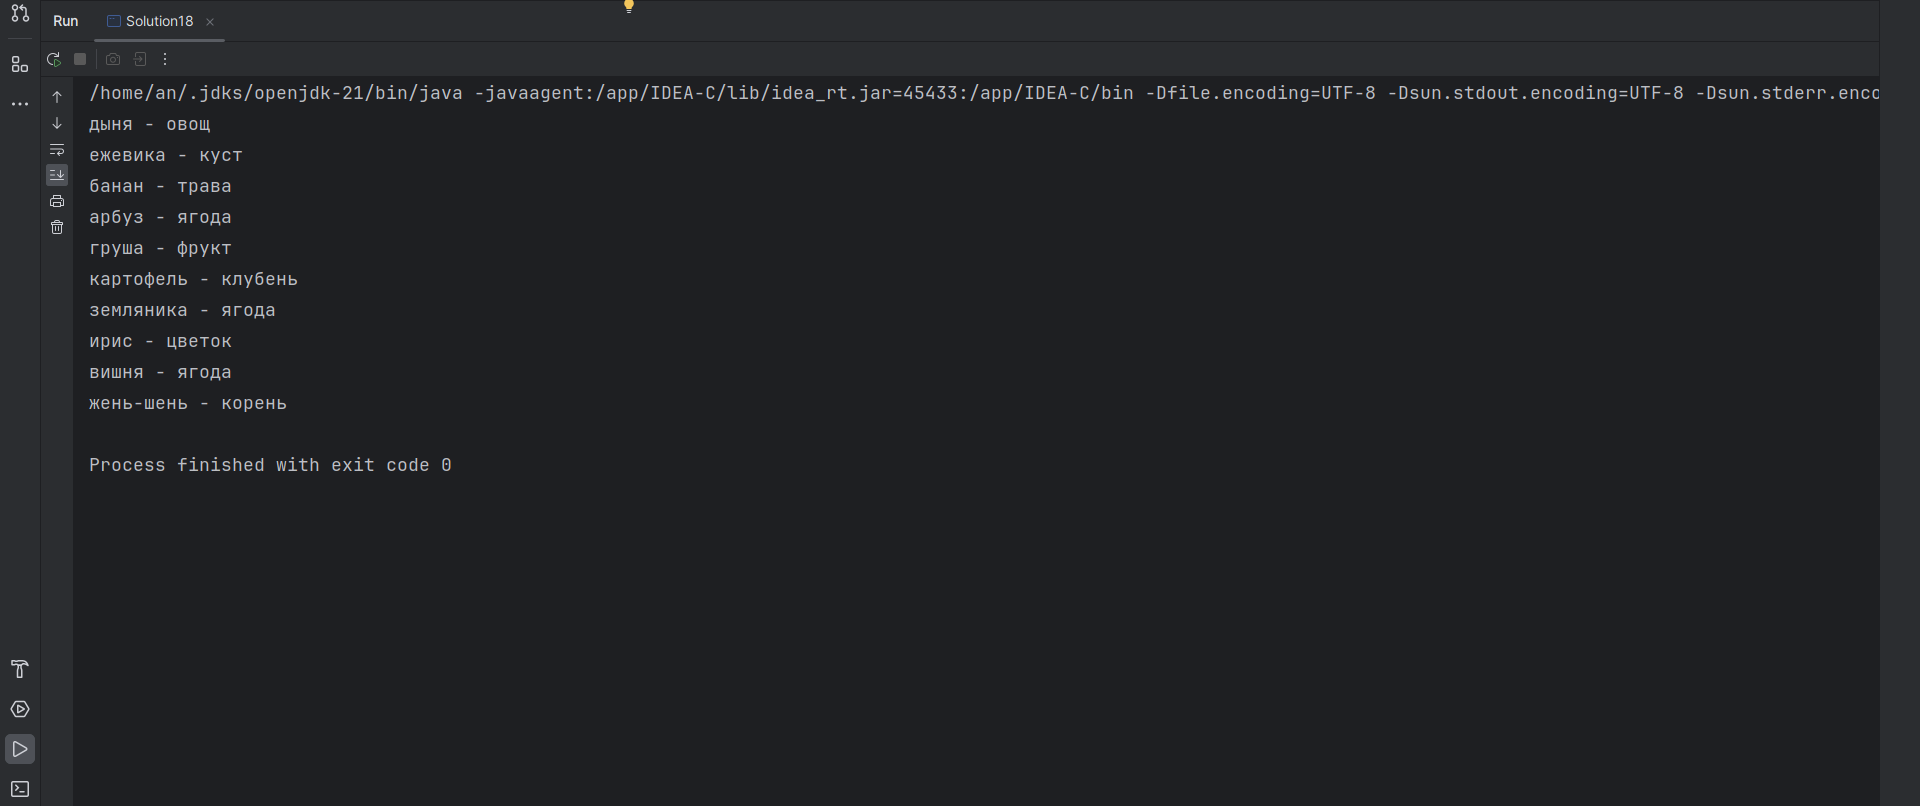 Run Solution18
/home/an/.jdks/openjdk-21/bin/java -javaagent:/app/IDEA-C/lib/idea_rt.jar=45433:/app/IDEA-C/bin -Dfile.encoding=UTF-8 -Dsun.stdout.encoding=UTF-8 -Dsun.stderr.enco
дыня - овощ
ежевика - куст
банан - трава
арбуз - ягода
груша - фрукт
картофель - клубень
земляника - ягода
ирис - цветок
вишня - ягода
жень-шень - корень
Process finished with exit code 0